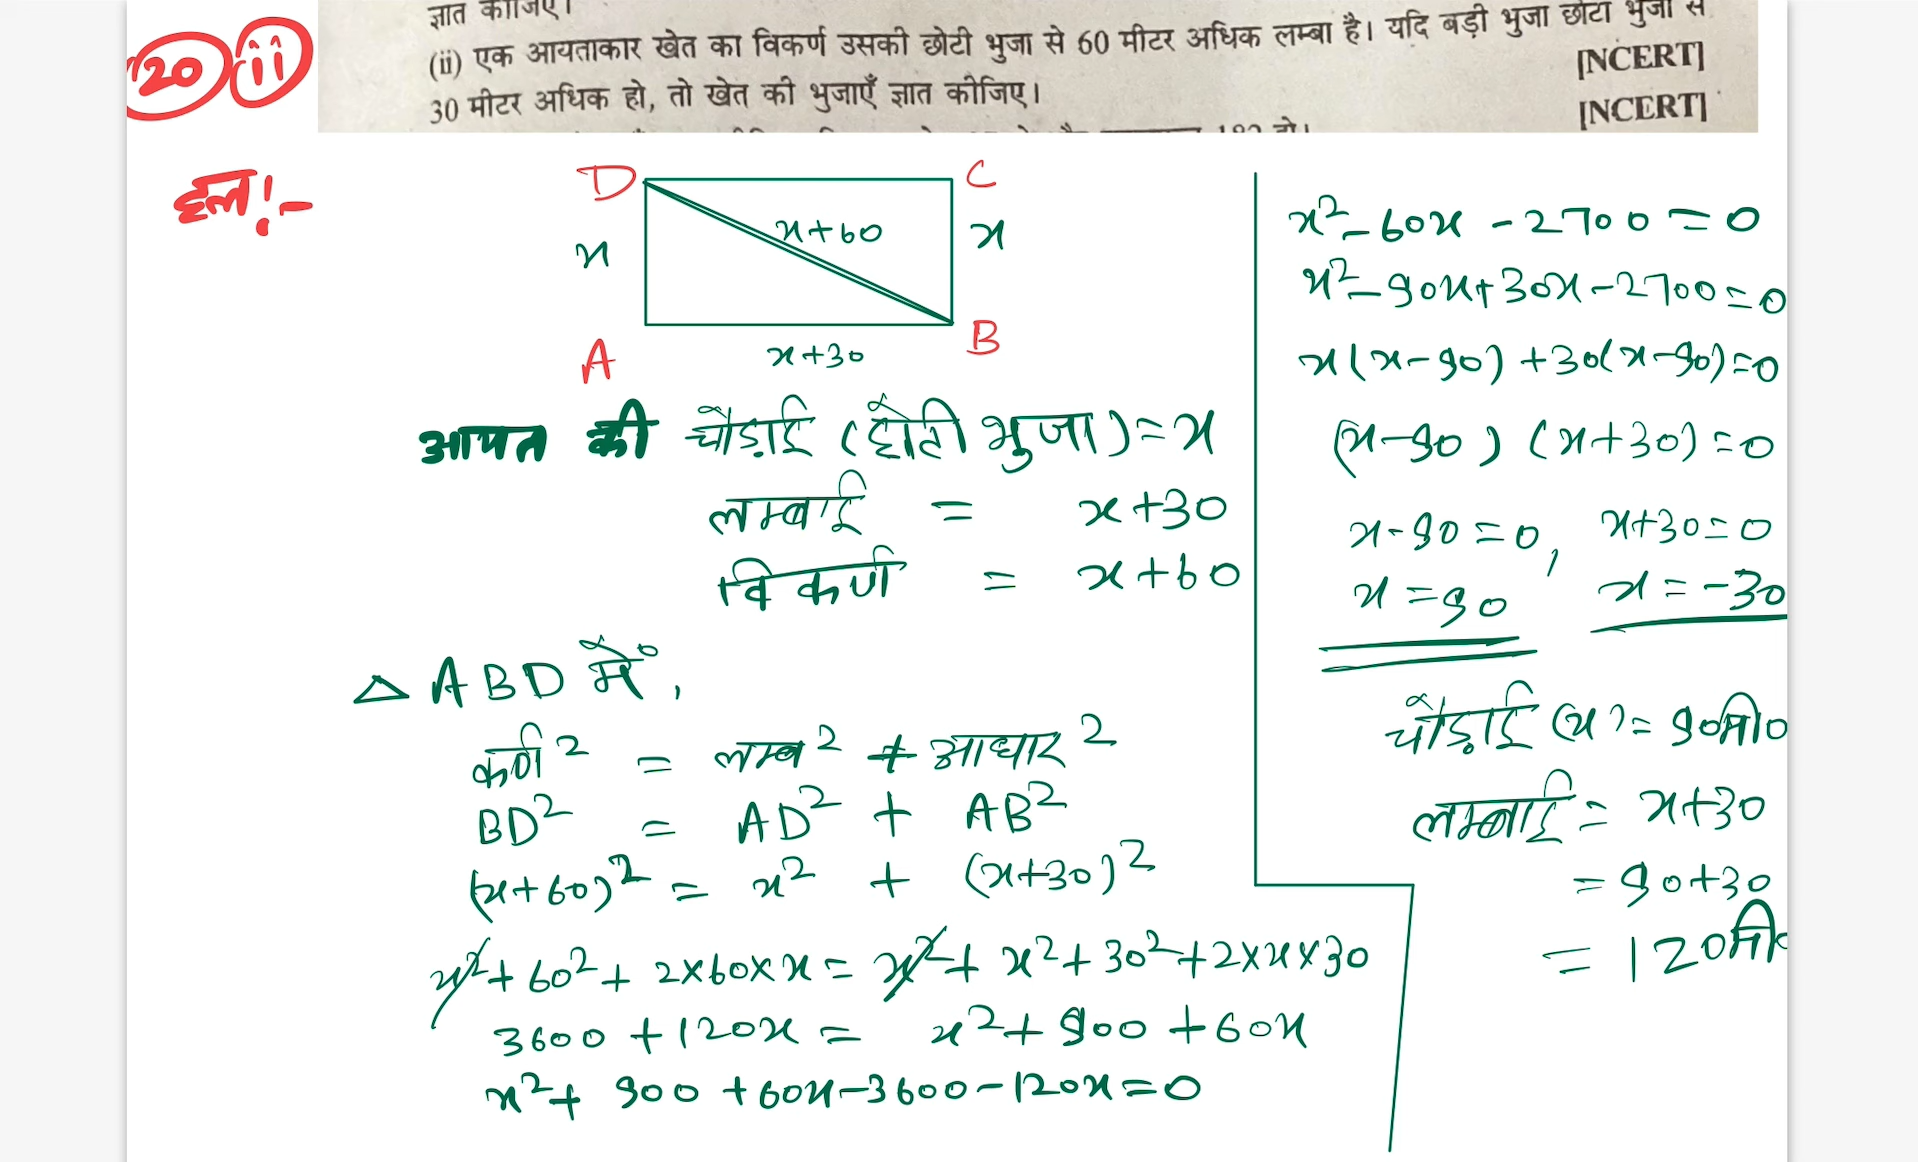 ज्ञात कीजिए।
(ii) एक आयताकार खेत का विकर्ण उसकी छोटी भुजा से 60 मीटर अधिक लम्बा है। यदि बड़ी भुजा छोटी भुजा से
30 मीटर अधिक हो, तो खेत की भुजाएँ ज्ञात कीजिए।
[NCERT]
[NCERT]
20 ii
हल!-
D C
x x+60 x
A x+30 B
आयत की चौड़ाई (छोटी भुजा) = x
लम्बाई = x+30
विकर्ण = x+60
△ ABD में,
कर्ण² = लम्ब² + आधार²
BD² = AD² + AB²
(x+60)² = x² + (x+30)²
x²+60²+2×60×x = x²+x²+30²+2×x×30
3600+120x = x²+900+60x
x²+900+60x-3600-120x=0
x²-60x-2700=0
x²-90x+30x-2700=0
x(x-90)+30(x-90)=0
(x-90)(x+30)=0
x-90=0, x+30=0
x=90 x=-30
चौड़ाई (x)=90मी०
लम्बाई = x+30
=90+30
=120मी०